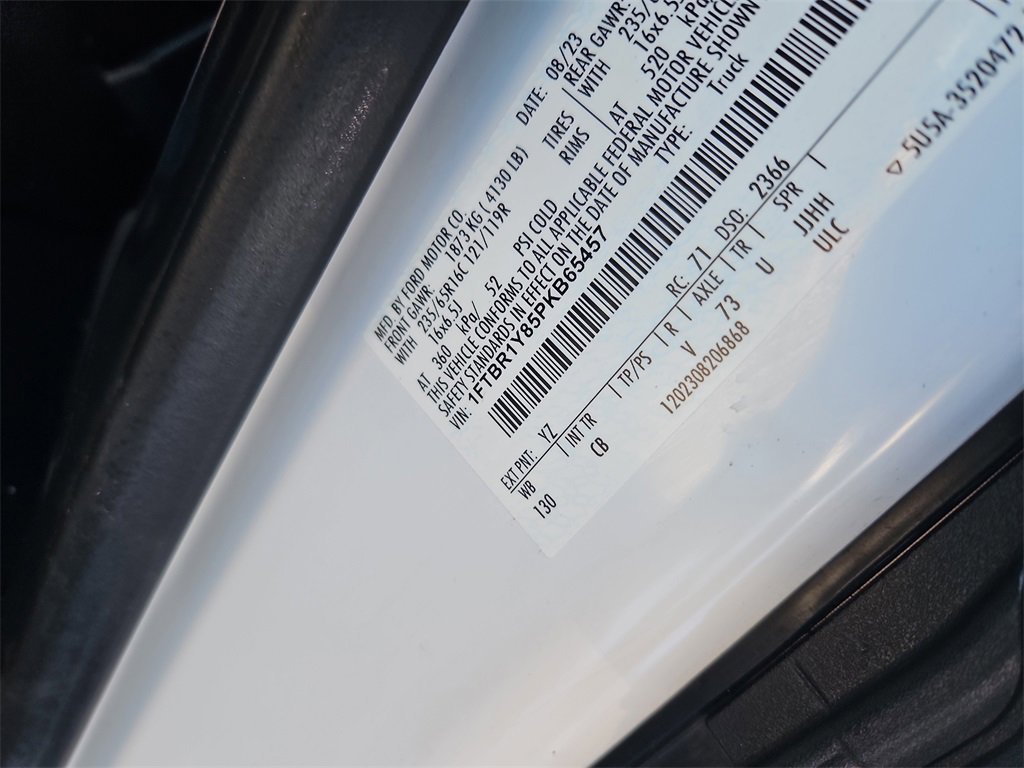 MFD BY FORD MOTOR CO.
DATE: 08/23
FRONT GAWR: 1873 KG ( 4130 LB)
REAR GAWR:
WITH 235/65R16C 121/119R TIRES WITH 235/
16x6.5J RIMS 16x6.5J
AT 360 kPa/ 52 PSI COLD AT 520 kPa/
THIS VEHICLE CONFORMS TO ALL APPLICABLE FEDERAL MOTOR VEHICLE
SAFETY STANDARDS IN EFFECT ON THE DATE OF MANUFACTURE SHOWN
VIN: 1FTBR1Y85PKB65457 TYPE: Truck
EXT PNT: YZ RC: 71 DSO: 2366
WB INT TR TP/PS R AXLE TR SPR
130 CB V 73 U JJHH
1202308206868 ULC
5U5A-3520472